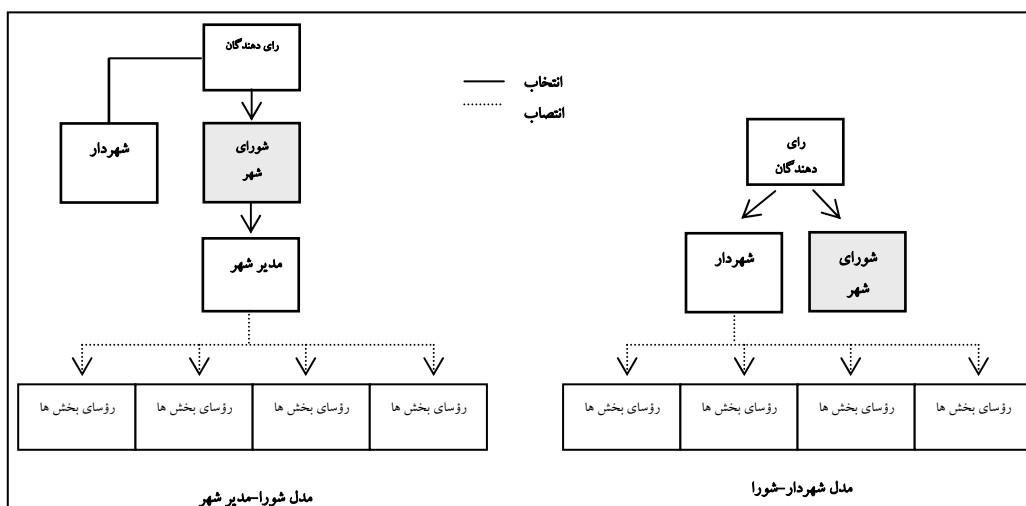 رای دهندگان
انتخاب
انتصاب
شهردار
شورای
شهر
مدیر شهر
رؤسای بخش ها
رؤسای بخش ها
رؤسای بخش ها
رؤسای بخش ها
مدل شورا-مدیر شهر
رای
دهندگان
شهردار
شورای
شهر
رؤسای بخش ها
رؤسای بخش ها
رؤسای بخش ها
رؤسای بخش ها
مدل شهردار-شورا